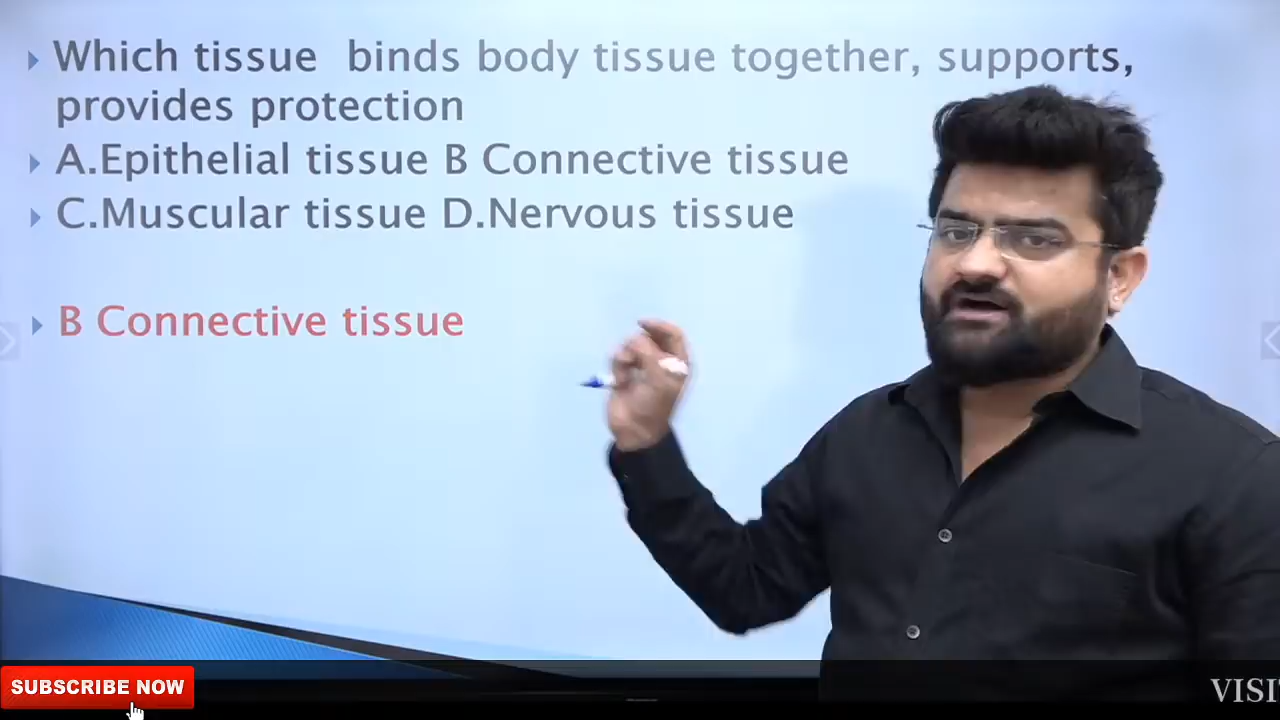 Which tissue binds body tissue together, supports,
provides protection
A.Epithelial tissue B Connective tissue
C.Muscular tissue D.Nervous tissue
B Connective tissue
SUBSCRIBE NOW